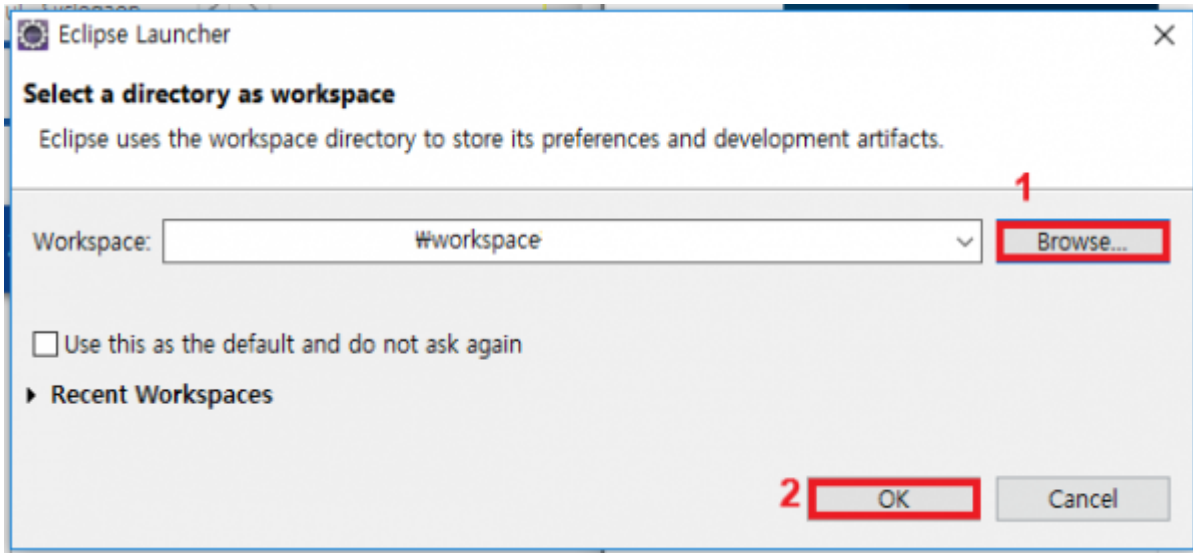 Eclipse Launcher
Select a directory as workspace
Eclipse uses the workspace directory to store its preferences and development artifacts.
1
Workspace: ₩workspace Browse...
Use this as the default and do not ask again
Recent Workspaces
2 OK Cancel